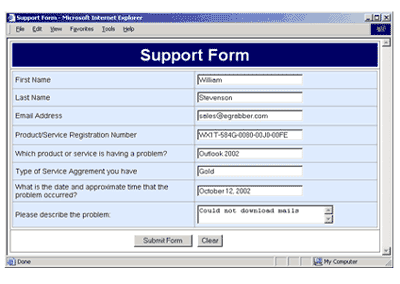 Support Form - Microsoft Internet Explorer
File Edit View Favorites Tools Help
Support Form
First Name William
Last Name Stevenson
Email Address sales@egrabber.com
Product/Service Registration Number WX1T-584G-0080-00J0-00FE
Which product or service is having a problem? Outlook 2002
Type of Service Aggrement you have Gold
What is the date and approximate time that the
problem occurred? October 12, 2002
Please describe the problem: Could not download mails
Submit Form Clear
Done My Computer